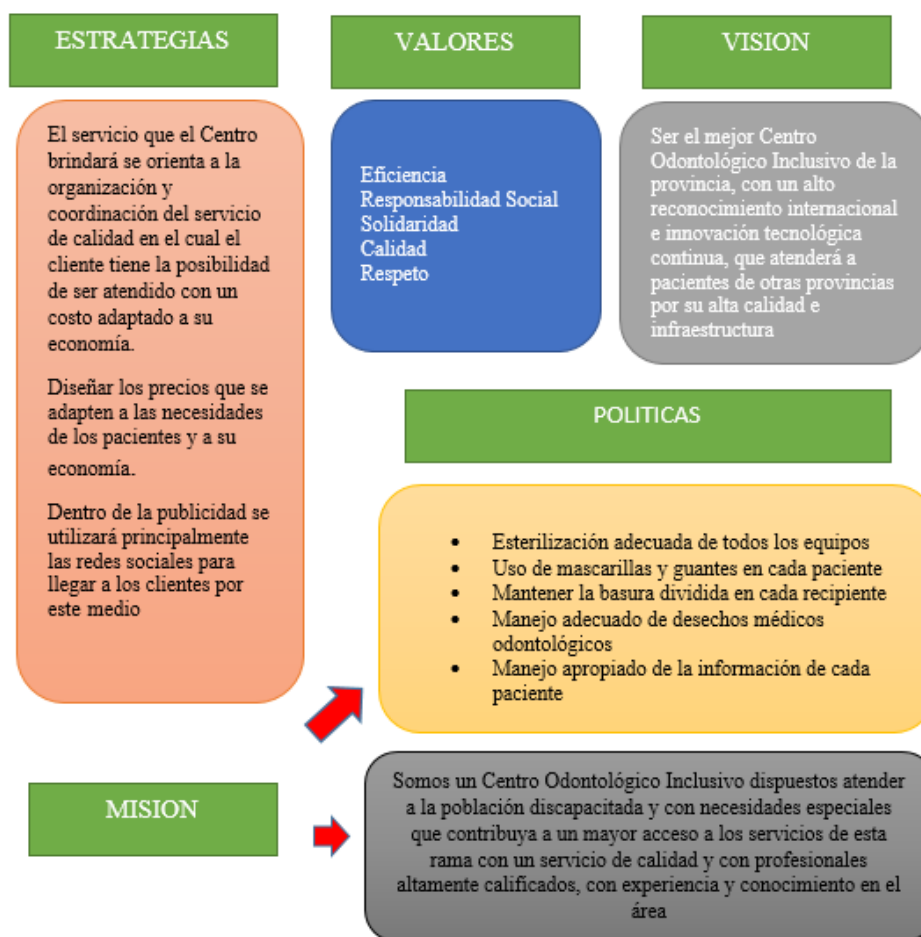 ESTRATEGIAS
El servicio que el Centro
brindará se orienta a la
organización y
coordinación del servicio
de calidad en el cual el
cliente tiene la posibilidad
de ser atendido con un
costo adaptado a su
economía.
Diseñar los precios que se
adapten a las necesidades
de los pacientes y a su
economía.
Dentro de la publicidad se
utilizará principalmente
las redes sociales para
llegar a los clientes por
este medio
VALORES
Eficiencia
Responsabilidad Social
Solidaridad
Calidad
Respeto
VISION
Ser el mejor Centro
Odontológico Inclusivo de la
provincia, con un alto
reconocimiento internacional
e innovación tecnológica
continua, que atenderá a
pacientes de otras provincias
por su alta calidad e
infraestructura
POLITICAS
• Esterilización adecuada de todos los equipos
• Uso de mascarillas y guantes en cada paciente
• Mantener la basura dividida en cada recipiente
• Manejo adecuado de desechos médicos
odontológicos
• Manejo apropiado de la información de cada
paciente
MISION
Somos un Centro Odontológico Inclusivo dispuestos atender
a la población discapacitada y con necesidades especiales
que contribuya a un mayor acceso a los servicios de esta
rama con un servicio de calidad y con profesionales
altamente calificados, con experiencia y conocimiento en el
área